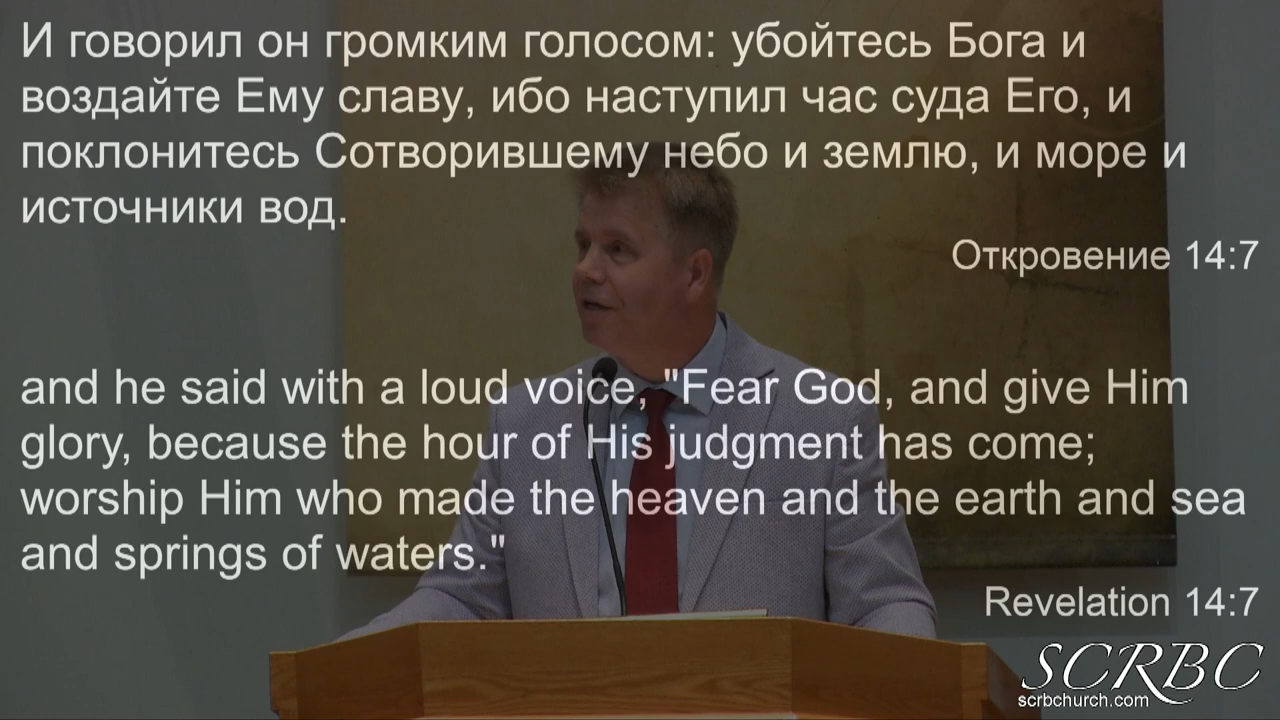 И говорил он громким голосом: убойтесь Бога и
воздайте Ему славу, ибо наступил час суда Его, и
поклонитесь Сотворившему небо и землю, и море и
источники вод.
Откровение 14:7
and he said with a loud voice, "Fear God, and give Him
glory, because the hour of His judgment has come;
worship Him who made the heaven and the earth and sea
and springs of waters."
Revelation 14:7
SCRBC
scrbchurch.com